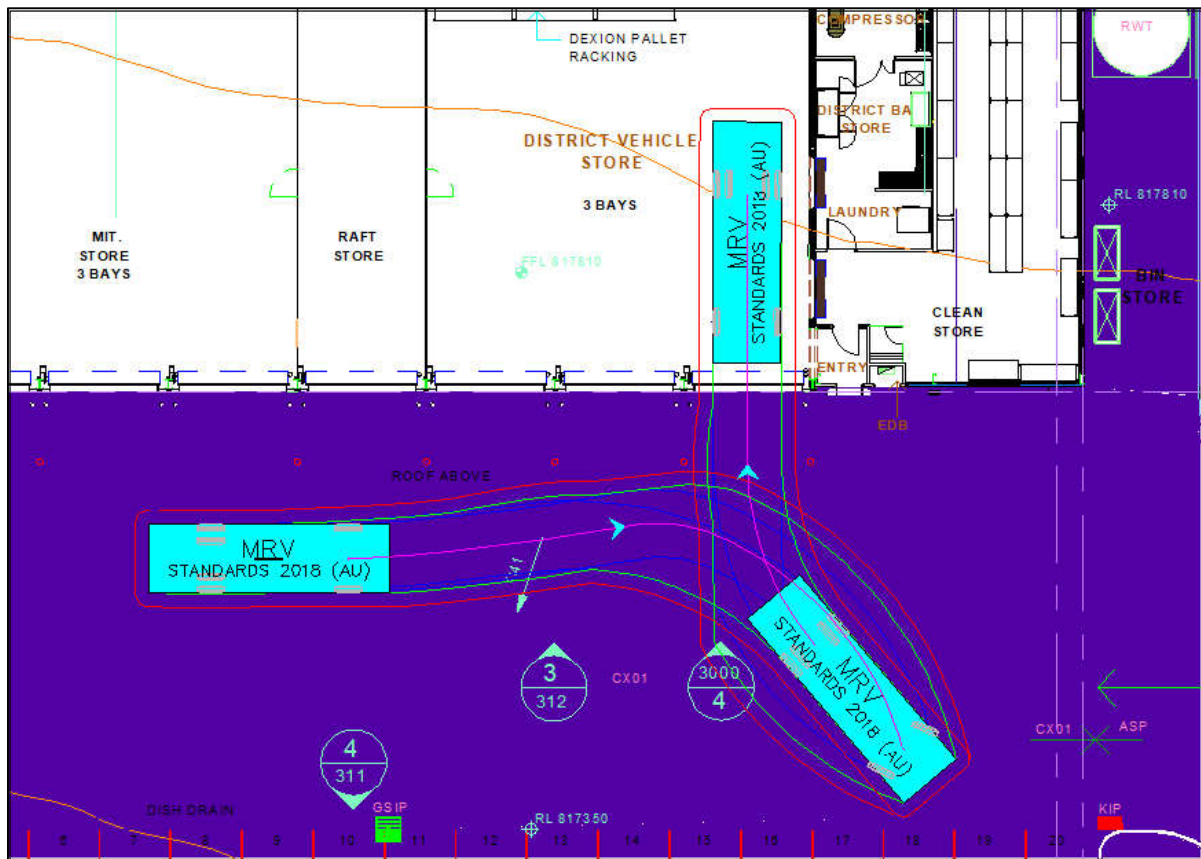 COMPRESSOR
RWT
DEXION PALLET
RACKING
DISTRICT BA
STORE
DISTRICT VEHICLE
STORE
3 BAYS
MRV
STANDARDS 2018 (AU)
RL 817810
LAUNDRY
MIT.
STORE
3 BAYS
RAFT
STORE
FFL 817810
BIN
STORE
CLEAN
STORE
ENTRY
EDB
ROOF ABOVE
MRV
STANDARDS 2018 (AU)
1:41
MRV
STANDARDS 2018 (AU)
3
312
CX01
3000
4
CX01
ASP
4
311
DISH DRAIN
GSIP
RL 817350
KIP
6 7 8 9 10 11 12 13 14 15 16 17 18 19 20